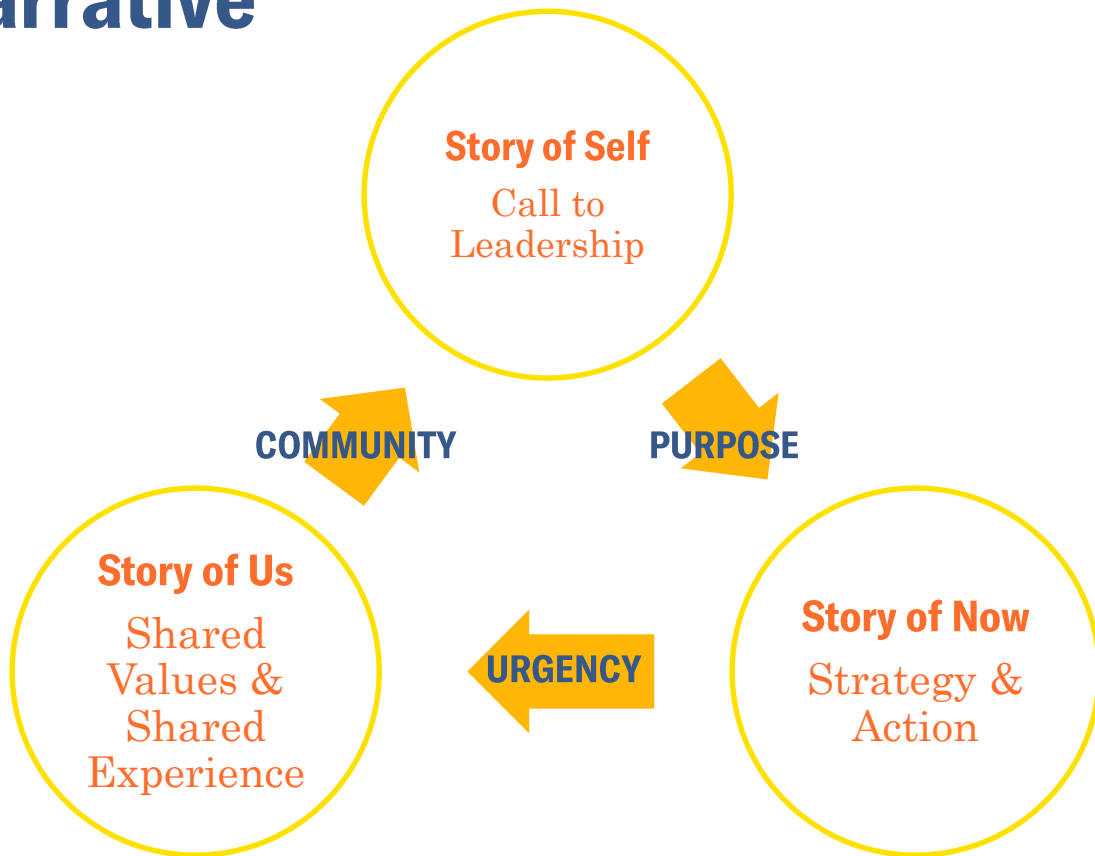 arrative
Story of Self
Call to
Leadership
COMMUNITY
PURPOSE
Story of Us
Shared
Values &
Shared
Experience
URGENCY
Story of Now
Strategy &
Action